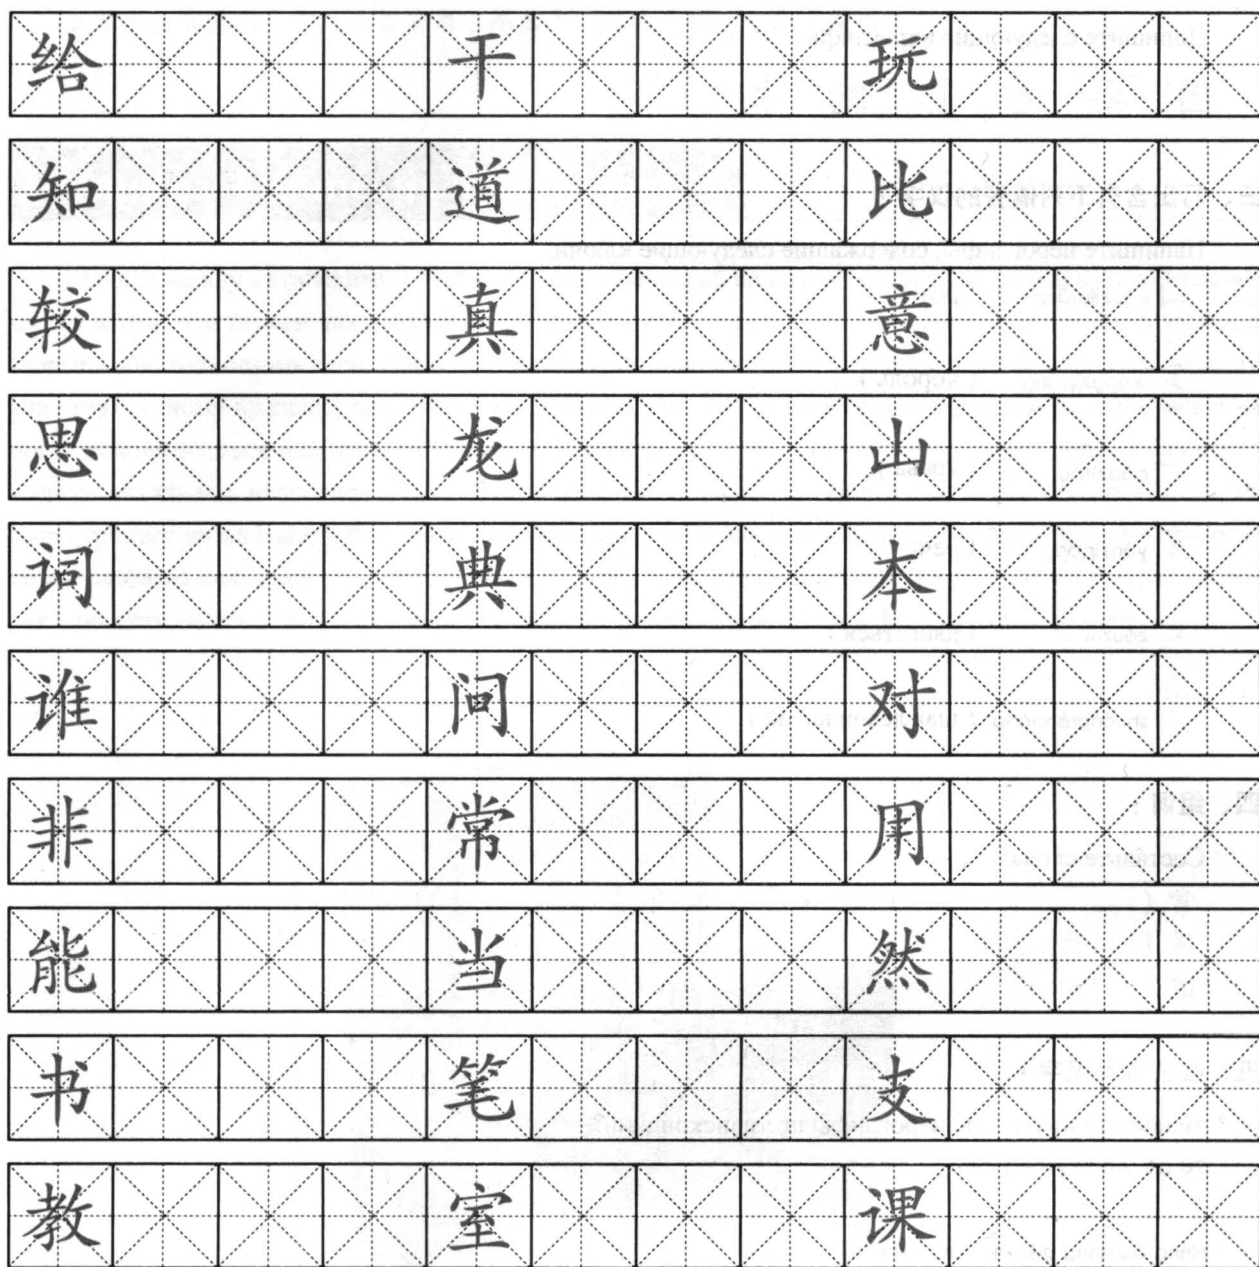 给 干 玩
知 道 比
较 真 意
思 龙 山
词 典 本
谁 问 对
非 常 用
能 当 然
书 笔 支
教 室 课